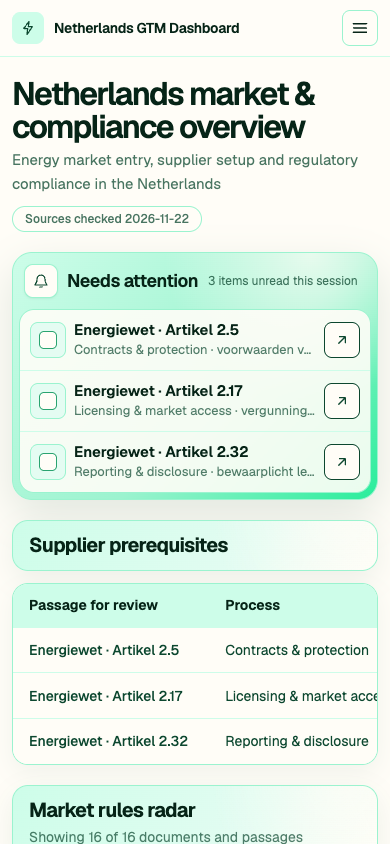 Netherlands GTM Dashboard
Netherlands market &
compliance overview
Energy market entry, supplier setup and regulatory
compliance in the Netherlands
Sources checked 2026-11-22
Needs attention 3 items unread this session
Energiewet · Artikel 2.5
Contracts & protection · voorwaarden v...
Energiewet · Artikel 2.17
Licensing & market access · vergunning...
Energiewet · Artikel 2.32
Reporting & disclosure · bewaarplicht le...
Supplier prerequisites
Passage for review Process
Energiewet · Artikel 2.5 Contracts & protection
Energiewet · Artikel 2.17 Licensing & market acce
Energiewet · Artikel 2.32 Reporting & disclosure
Market rules radar
Showing 16 of 16 documents and passages